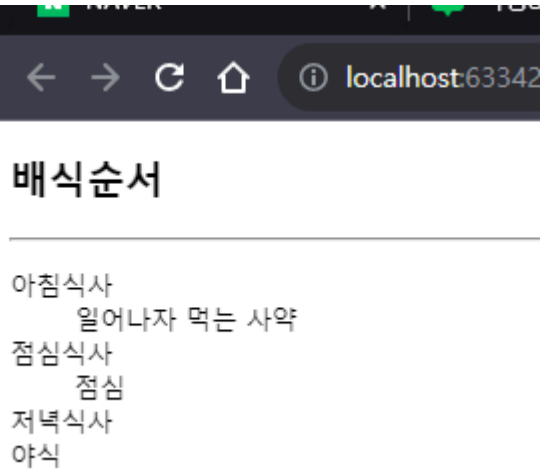 NAVER
localhost:63342
배식순서
아침식사
일어나자 먹는 사약
점심식사
점심
저녁식사
야식